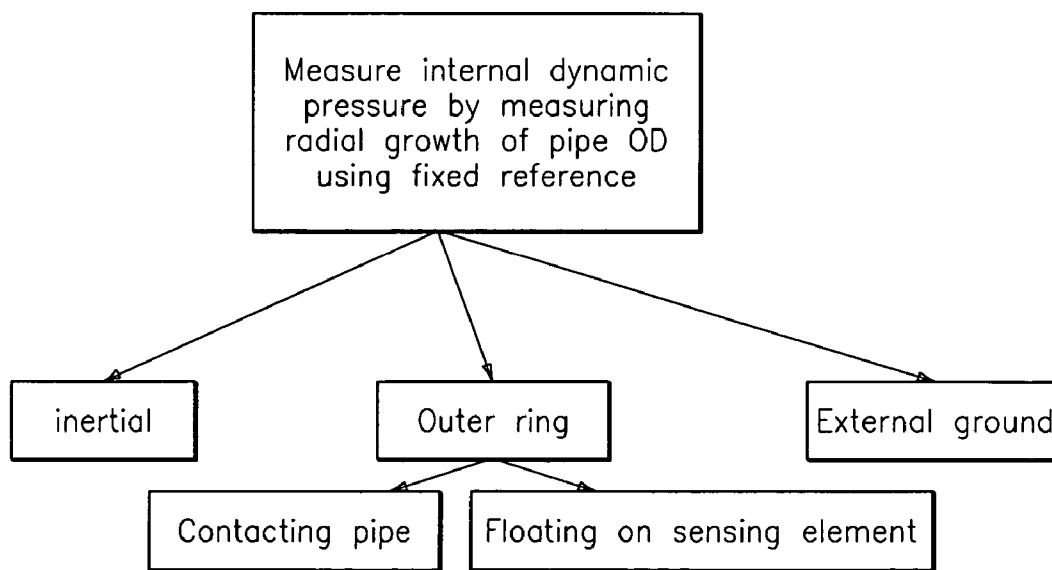 Measure internal dynamic
pressure by measuring
radial growth of pipe OD
using fixed reference
inertial
Outer ring
External ground
Contacting pipe
Floating on sensing element